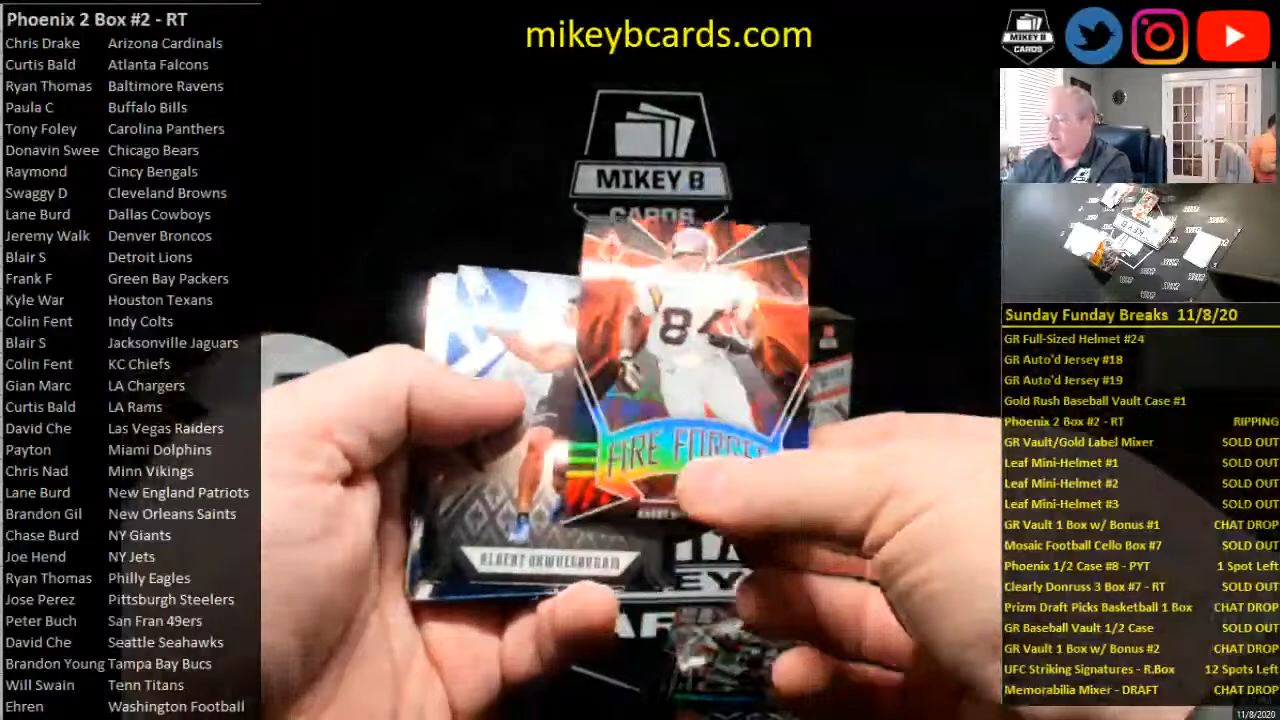 Phoenix 2 Box #2 - RT
Chris Drake Arizona Cardinals
Curtis Bald Atlanta Falcons
Ryan Thomas Baltimore Ravens
Paula C Buffalo Bills
Tony Foley Carolina Panthers
Donavin Swee Chicago Bears
Raymond Cincy Bengals
Swaggy D Cleveland Browns
Lane Burd Dallas Cowboys
Jeremy Walk Denver Broncos
Blair S Detroit Lions
Frank F Green Bay Packers
Kyle War Houston Texans
Colin Fent Indy Colts
Blair S Jacksonville Jaguars
Colin Fent KC Chiefs
Gian Marc LA Chargers
Curtis Bald LA Rams
David Che Las Vegas Raiders
Payton Miami Dolphins
Chris Nad Minn Vikings
Lane Burd New England Patriots
Brandon Gil New Orleans Saints
Chase Burd NY Giants
Joe Hend NY Jets
Ryan Thomas Philly Eagles
Jose Perez Pittsburgh Steelers
Peter Buch San Fran 49ers
David Che Seattle Seahawks
Brandon Young Tampa Bay Bucs
Will Swain Tenn Titans
Ehren Washington Football
mikeybcards.com
MIKEY B
CARDS
84
FIRE FORGED
ALBERT OKWUEGBUNAM
MIKEY B
CARDS
Sunday Funday Breaks 11/8/20
GR Full-Sized Helmet #24
GR Auto'd Jersey #18
GR Auto'd Jersey #19
Gold Rush Baseball Vault Case #1
Phoenix 2 Box #2 - RT RIPPING
GR Vault/Gold Label Mixer SOLD OUT
Leaf Mini-Helmet #1 SOLD OUT
Leaf Mini-Helmet #2 SOLD OUT
Leaf Mini-Helmet #3 SOLD OUT
GR Vault 1 Box w/ Bonus #1 CHAT DROP
Mosaic Football Cello Box #7 SOLD OUT
Phoenix 1/2 Case #8 - PYT 1 Spot Left
Clearly Donruss 3 Box #7 - RT SOLD OUT
Prizm Draft Picks Basketball 1 Box CHAT DROP
GR Baseball Vault 1/2 Case SOLD OUT
GR Vault 1 Box w/ Bonus #2 CHAT DROP
UFC Striking Signatures - R.Box 12 Spots Left
Memorabilia Mixer - DRAFT CHAT DROP
11/8/2020